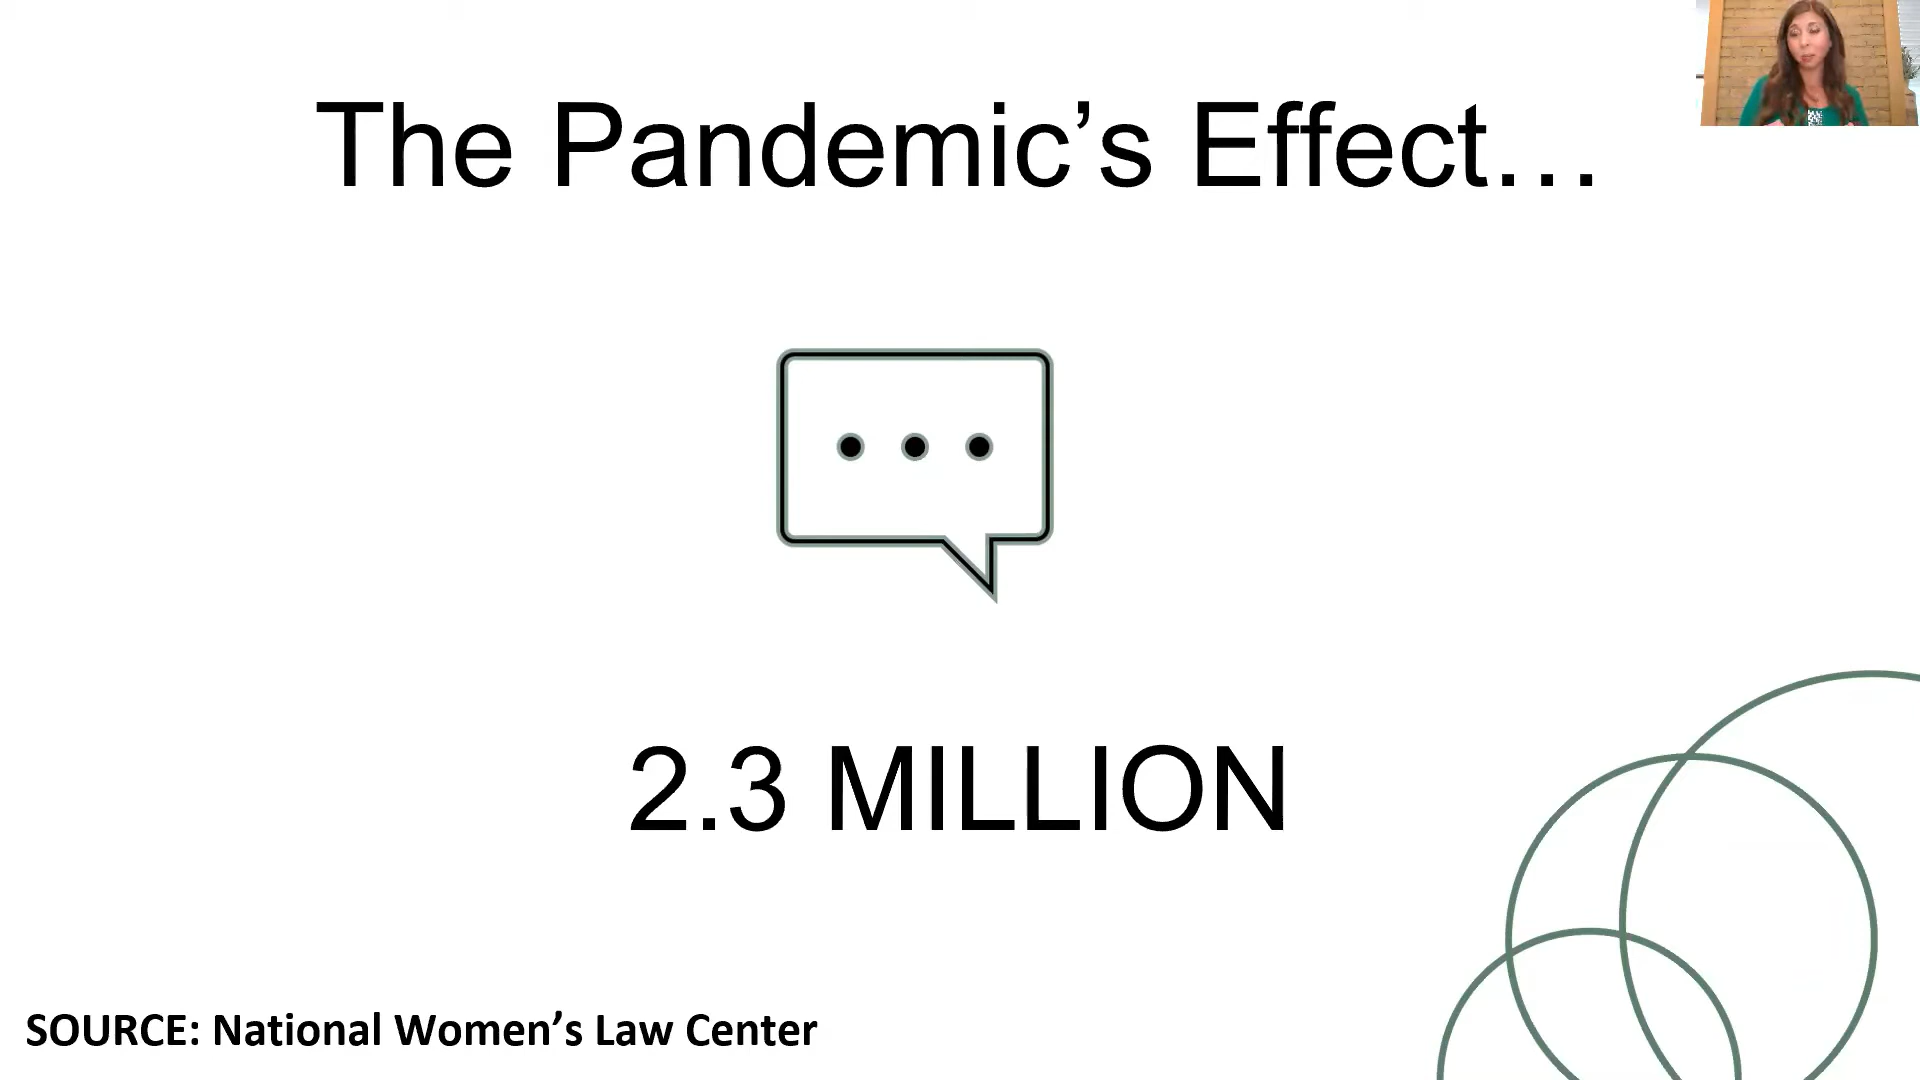 The Pandemic’s Effect…
2.3 MILLION
SOURCE: National Women’s Law Center